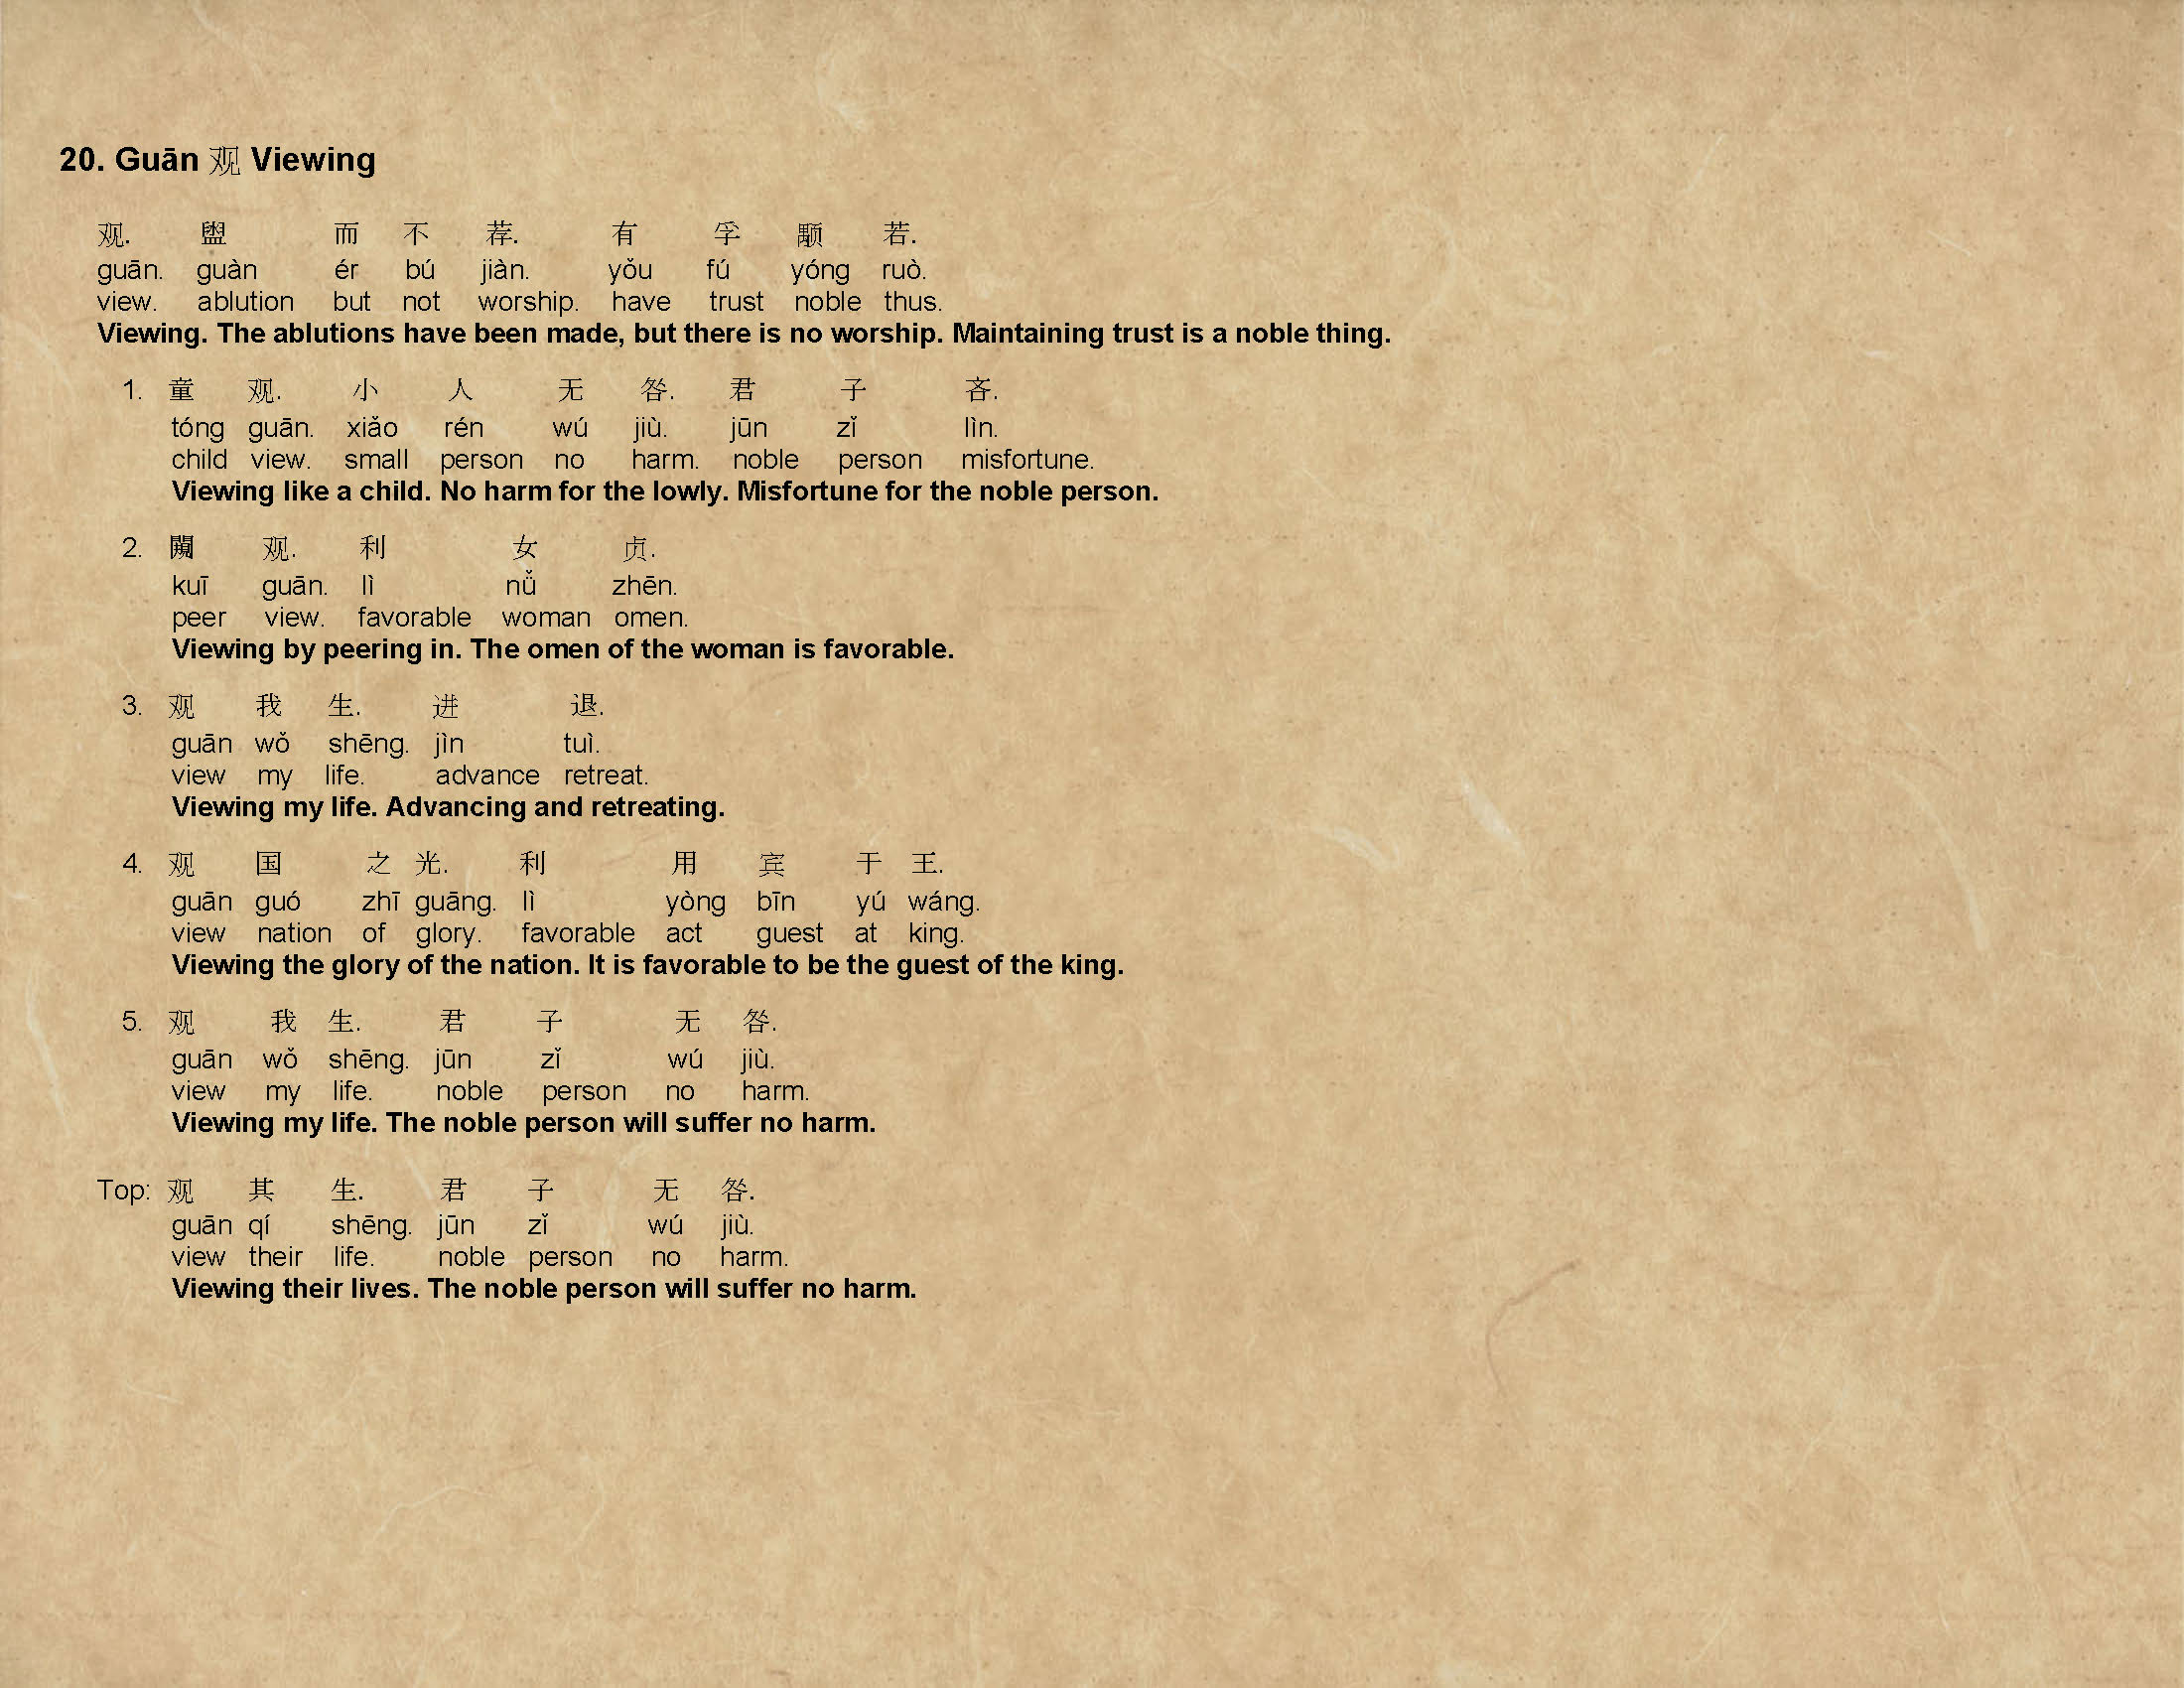 20. Guān 观 Viewing
观. 盥 而 不 荐. 有 孚 顒 若.
guān. guàn ér bú jiàn. yǒu fú yóng ruò.
view. ablution but not worship. have trust noble thus.
Viewing. The ablutions have been made, but there is no worship. Maintaining trust is a noble thing.
1. 童 观. 小 人 无 咎. 君 子 吝.
tóng guān. xiǎo rén wú jiù. jūn zǐ lìn.
child view. small person no harm. noble person misfortune.
Viewing like a child. No harm for the lowly. Misfortune for the noble person.
2. 闚 观. 利 女 贞.
kuī guān. lì nǚ zhēn.
peer view. favorable woman omen.
Viewing by peering in. The omen of the woman is favorable.
3. 观 我 生. 进 退.
guān wǒ shēng. jìn tuì.
view my life. advance retreat.
Viewing my life. Advancing and retreating.
4. 观 国 之 光. 利 用 宾 于 王.
guān guó zhī guāng. lì yòng bīn yú wáng.
view nation of glory. favorable act guest at king.
Viewing the glory of the nation. It is favorable to be the guest of the king.
5. 观 我 生. 君 子 无 咎.
guān wǒ shēng. jūn zǐ wú jiù.
view my life. noble person no harm.
Viewing my life. The noble person will suffer no harm.
Top: 观 其 生. 君 子 无 咎.
guān qí shēng. jūn zǐ wú jiù.
view their life. noble person no harm.
Viewing their lives. The noble person will suffer no harm.